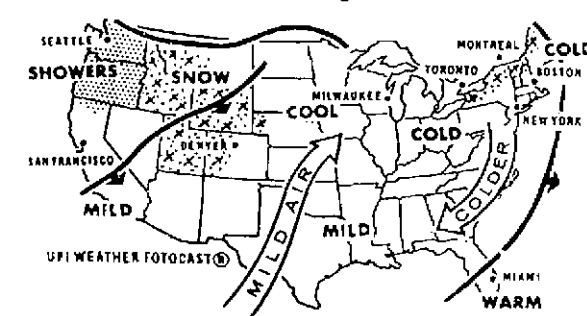 SEATTLE
MONTREAL
COLD
SHOWERS
SNOW
TORONTO
BOSTON
MILWAUKEE
COOL
NEW YORK
COLD
DENVER
SAN FRANCISCO
COLDER
MILD
MILD AIR
MILD
UPI WEATHER FOTOCAST ®
MIAMI
WARM